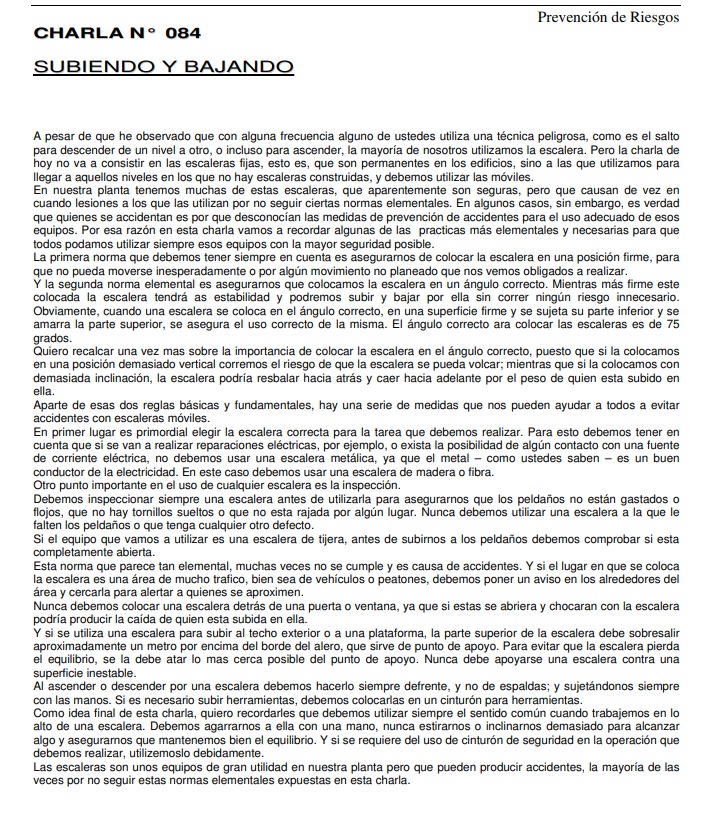 Prevención de Riesgos
CHARLA N° 084
SUBIENDO Y BAJANDO
A pesar de que he observado que con alguna frecuencia alguno de ustedes utiliza una técnica peligrosa, como es el salto
para descender de un nivel a otro, o incluso para ascender, la mayoría de nosotros utilizamos la escalera. Pero la charla de
hoy no va a consistir en las escaleras fijas, esto es, que son permanentes en los edificios, sino a las que utilizamos para
llegar a aquellos niveles en los que no hay escaleras construidas, y debemos utilizar las móviles.
En nuestra planta tenemos muchas de estas escaleras, que aparentemente son seguras, pero que causan de vez en
cuando lesiones a los que las utilizan por no seguir ciertas normas elementales. En algunos casos, sin embargo, es verdad
que quienes se accidentan es por que desconocían las medidas de prevención de accidentes para el uso adecuado de esos
equipos. Por esa razón en esta charla vamos a recordar algunas de las practicas más elementales y necesarias para que
todos podamos utilizar siempre esos equipos con la mayor seguridad posible.
La primera norma que debemos tener siempre en cuenta es asegurarnos de colocar la escalera en una posición firme, para
que no pueda moverse inesperadamente o por algún movimiento no planeado que nos vemos obligados a realizar.
Y la segunda norma elemental es asegurarnos que colocamos la escalera en un ángulo correcto. Mientras más firme este
colocada la escalera tendrá as estabilidad y podremos subir y bajar por ella sin correr ningún riesgo innecesario.
Obviamente, cuando una escalera se coloca en el ángulo correcto, en una superficie firme y se sujeta su parte inferior y se
amarra la parte superior, se asegura el uso correcto de la misma. El ángulo correcto ara colocar las escaleras es de 75
grados.
Quiero recalcar una vez mas sobre la importancia de colocar la escalera en el ángulo correcto, puesto que si la colocamos
en una posición demasiado vertical corremos el riesgo de que la escalera se pueda volcar; mientras que si la colocamos con
demasiada inclinación, la escalera podría resbalar hacia atrás y caer hacia adelante por el peso de quien esta subido en
ella.
Aparte de esas dos reglas básicas y fundamentales, hay una serie de medidas que nos pueden ayudar a todos a evitar
accidentes con escaleras móviles.
En primer lugar es primordial elegir la escalera correcta para la tarea que debemos realizar. Para esto debemos tener en
cuenta que si se van a realizar reparaciones eléctricas, por ejemplo, o exista la posibilidad de algún contacto con una fuente
de corriente eléctrica, no debemos usar una escalera metálica, ya que el metal – como ustedes saben – es un buen
conductor de la electricidad. En este caso debemos usar una escalera de madera o fibra.
Otro punto importante en el uso de cualquier escalera es la inspección.
Debemos inspeccionar siempre una escalera antes de utilizarla para asegurarnos que los peldaños no están gastados o
flojos, que no hay tornillos sueltos o que no esta rajada por algún lugar. Nunca debemos utilizar una escalera a la que le
falten los peldaños o que tenga cualquier otro defecto.
Si el equipo que vamos a utilizar es una escalera de tijera, antes de subirnos a los peldaños debemos comprobar si esta
completamente abierta.
Esta norma que parece tan elemental, muchas veces no se cumple y es causa de accidentes. Y si el lugar en que se coloca
la escalera es una área de mucho trafico, bien sea de vehículos o peatones, debemos poner un aviso en los alrededores del
área y cercarla para alertar a quienes se aproximen.
Nunca debemos colocar una escalera detrás de una puerta o ventana, ya que si estas se abriera y chocaran con la escalera
podría producir la caída de quien esta subida en ella.
Y si se utiliza una escalera para subir al techo exterior o a una plataforma, la parte superior de la escalera debe sobresalir
aproximadamente un metro por encima del borde del alero, que sirve de punto de apoyo. Para evitar que la escalera pierda
el equilibrio, se la debe atar lo mas cerca posible del punto de apoyo. Nunca debe apoyarse una escalera contra una
superficie inestable.
Al ascender o descender por una escalera debemos hacerlo siempre defrente, y no de espaldas; y sujetándonos siempre
con las manos. Si es necesario subir herramientas, debemos colocarlas en un cinturón para herramientas.
Como idea final de esta charla, quiero recordarles que debemos utilizar siempre el sentido común cuando trabajemos en lo
alto de una escalera. Debemos agarrarnos a ella con una mano, nunca estirarnos o inclinarnos demasiado para alcanzar
algo y asegurarnos que mantenemos bien el equilibrio. Y si se requiere del uso de cinturón de seguridad en la operación que
debemos realizar, utilizemoslo debidamente.
Las escaleras son unos equipos de gran utilidad en nuestra planta pero que pueden producir accidentes, la mayoría de las
veces por no seguir estas normas elementales expuestas en esta charla.